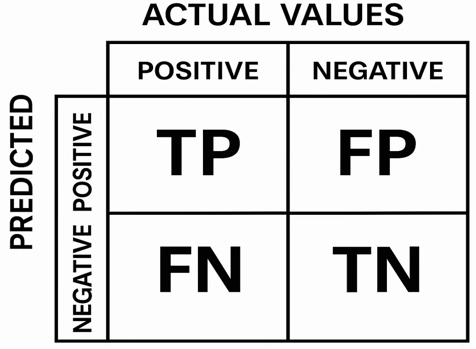 ACTUAL VALUES
POSITIVE NEGATIVE
PREDICTED
POSITIVE
TP FP
NEGATIVE
FN TN